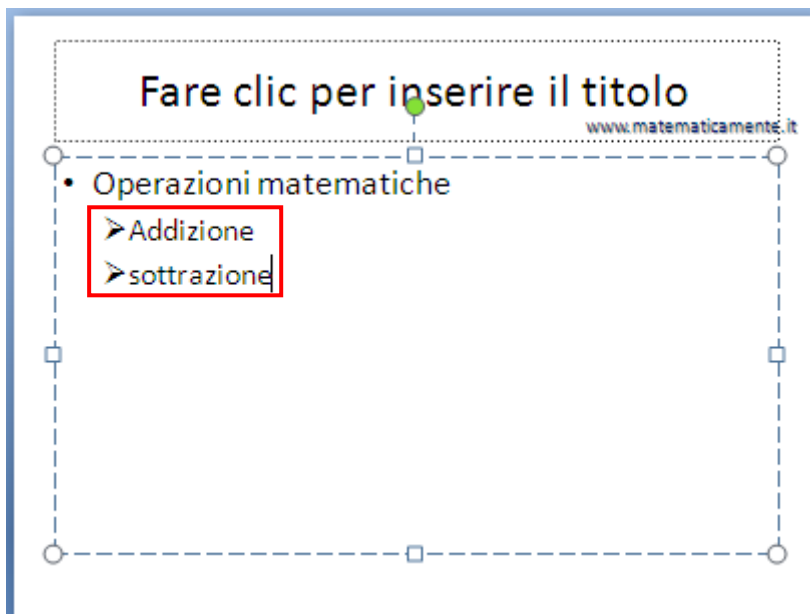 Fare clic per inserire il titolo
www.matematicamente.it
• Operazioni matematiche
➢Addizione
➢sottrazione